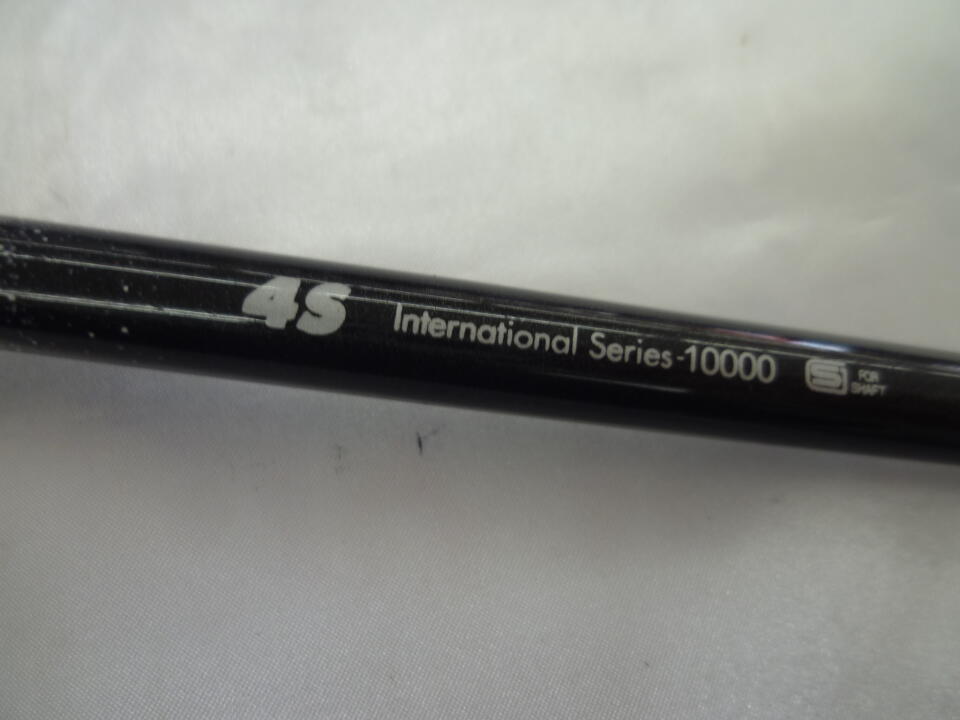 4S International Series-10000 S FOR
SHAFT